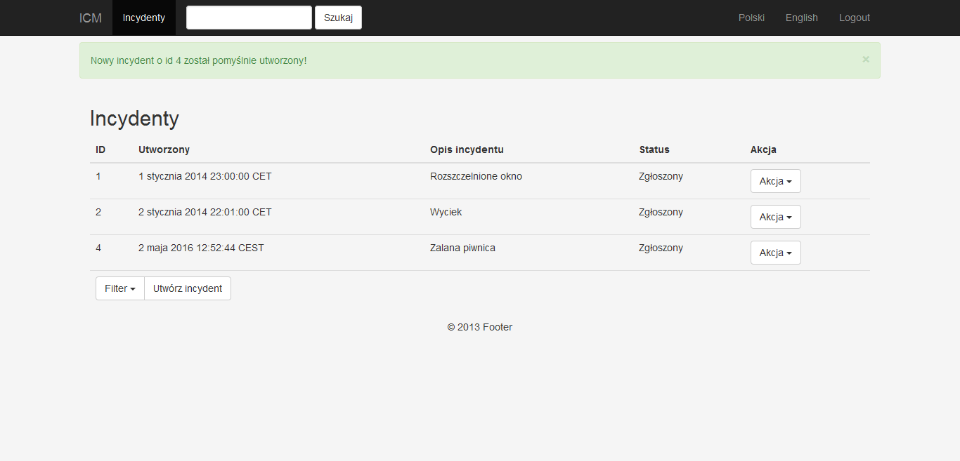 ICM Incydenty Szukaj Polski English Logout
Nowy incydent o id 4 został pomyślnie utworzony! ×
Incydenty
ID Utworzony Opis incydentu Status Akcja
1 1 stycznia 2014 23:00:00 CET Rozszczelnione okno Zgłoszony Akcja
2 2 stycznia 2014 22:01:00 CET Wyciek Zgłoszony Akcja
4 2 maja 2016 12:52:44 CEST Zalana piwnica Zgłoszony Akcja
Filter Utwórz incydent
© 2013 Footer